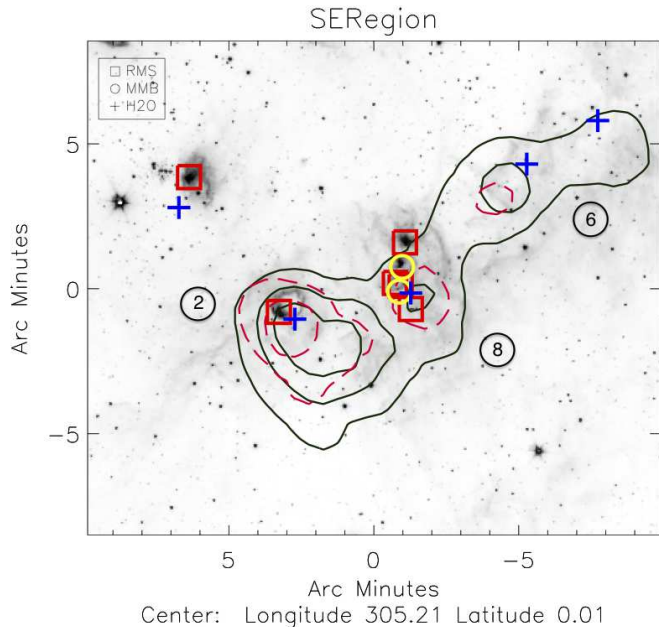 SERegion
RMS
MMB
H2O
5
6
2
0
8
-5
5 0 -5
Arc Minutes
Arc Minutes
Center: Longitude 305.21 Latitude 0.01